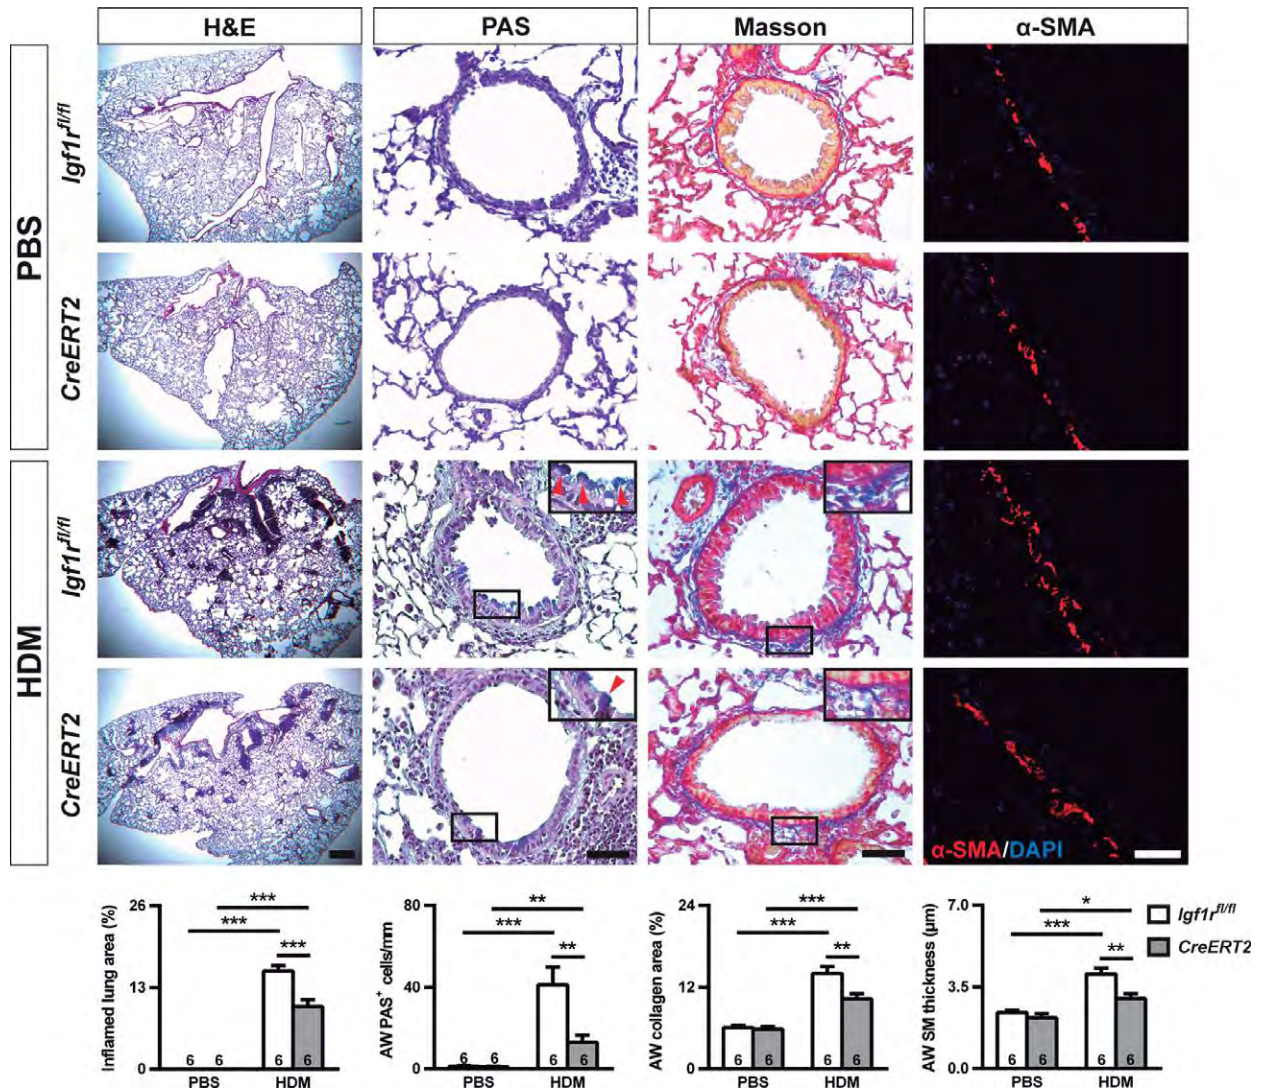 H&E PAS Masson α-SMA
PBS
Igf1r^fl/fl
CreERT2
HDM
Igf1r^fl/fl
CreERT2
α-SMA/DAPI
Inflamed lung area (%)
26
13
0
***
***
***
6 6 6 6
PBS HDM
AW PAS⁺ cells/mm
80
40
0
**
***
**
6 6 6 6
PBS HDM
AW collagen area (%)
24
12
0
***
***
**
6 6 6 6
PBS HDM
AW SM thickness (µm)
7.0
3.5
0.0
*
***
**
6 6 6 6
PBS HDM
Igf1r^fl/fl
CreERT2